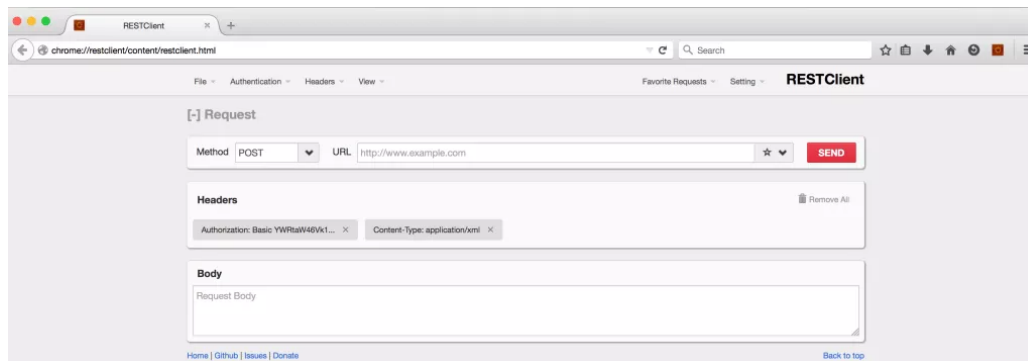 RESTClient × +
chrome://restclient/content/restclient.html Search
File Authentication Headers View Favorite Requests Setting RESTClient
[-] Request
Method POST URL http://www.example.com SEND
Headers Remove All
Authorization: Basic YWRtaW46Vk1... × Content-Type: application/xml ×
Body
Request Body
Home | Github | Issues | Donate Back to top